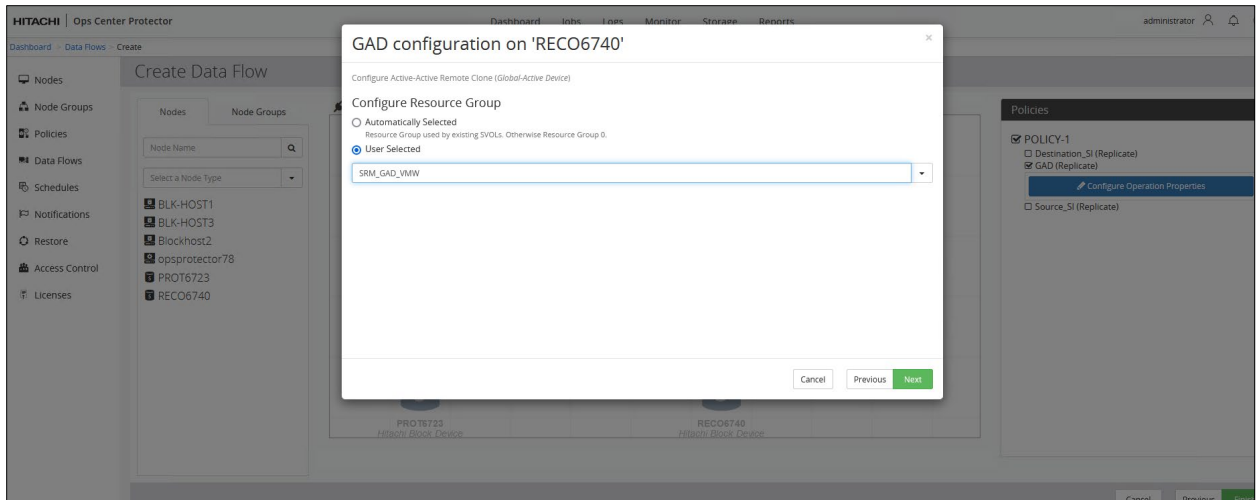 HITACHI Ops Center Protector
Dashboard Jobs Logs Monitor Storage Reports
administrator
Dashboard > Data Flows > Create
Create Data Flow
Nodes
Node Groups
Policies
Data Flows
Schedules
Notifications
Restore
Access Control
Licenses
Nodes Node Groups
Node Name
Select a Node Type
BLK-HOST1
BLK-HOST3
Blockhost2
opsprotector78
PROT6723
RECO6740
GAD configuration on 'RECO6740'
×
Configure Active-Active Remote Clone (Global-Active Device)
Configure Resource Group
Automatically Selected
Resource Group used by existing SVOLs. Otherwise Resource Group 0.
User Selected
SRM_GAD_VMW
Cancel Previous Next
PROT6723
Hitachi Block Device
RECO6740
Hitachi Block Device
Policies
POLICY-1
Destination_SI (Replicate)
GAD (Replicate)
Configure Operation Properties
Source_SI (Replicate)
Cancel Previous